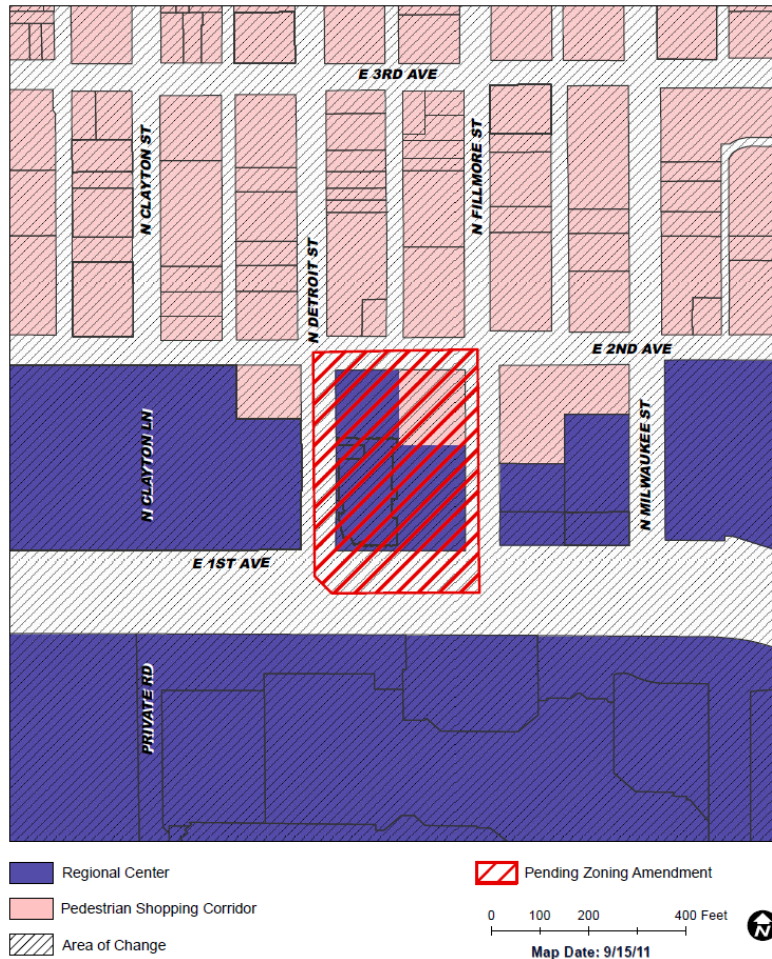 E 3RD AVE
N CLAYTON ST
N FILLMORE ST
N DETROIT ST
E 2ND AVE
N CLAYTON LN
N MILWAUKEE ST
E 1ST AVE
PRIVATE RD
Regional Center
Pedestrian Shopping Corridor
Area of Change
Pending Zoning Amendment
0 100 200 400 Feet
N
Map Date: 9/15/11